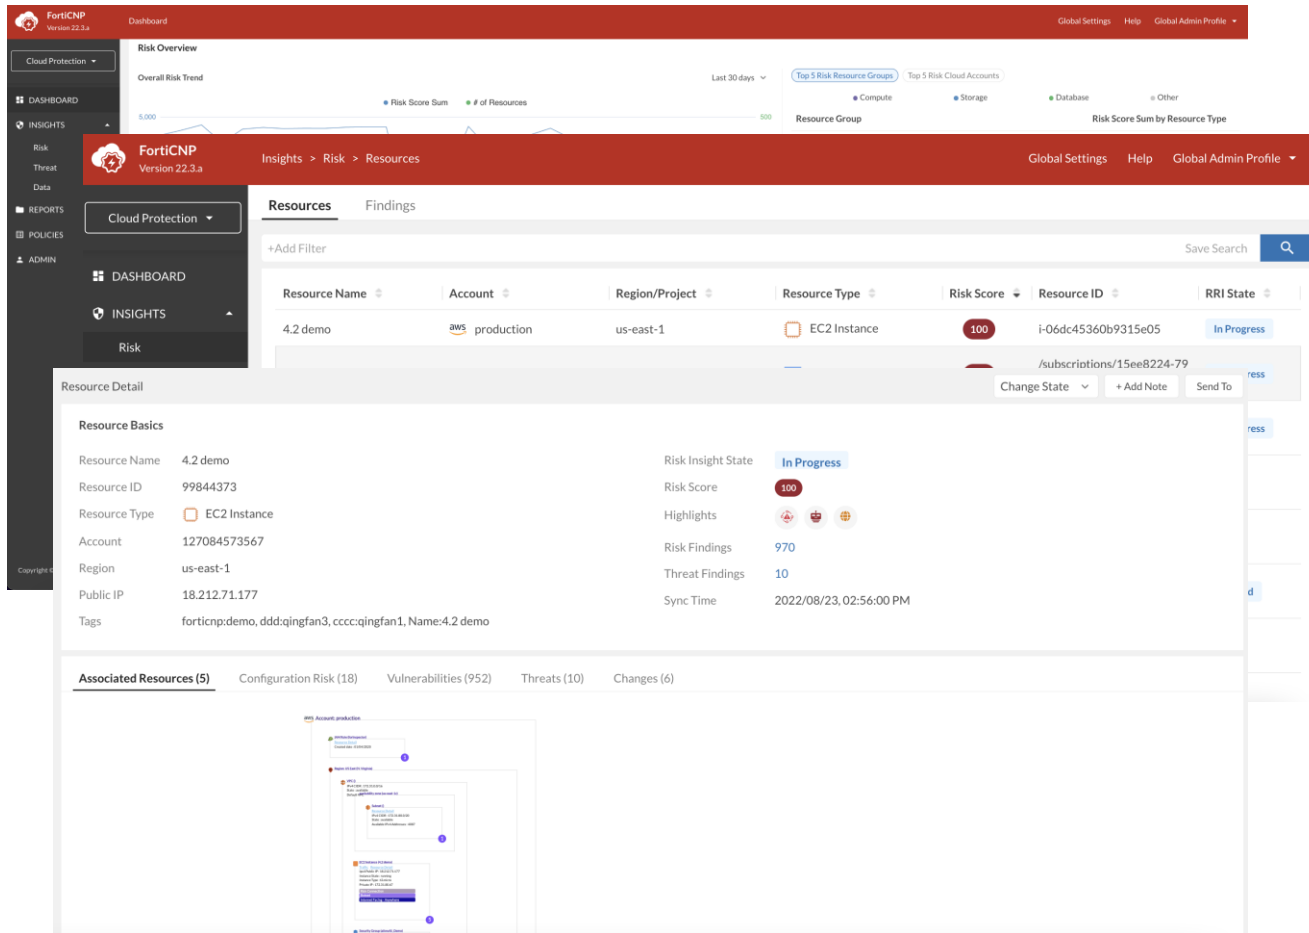 FortiCNP
Version 22.3.a
Dashboard
Global Settings Help Global Admin Profile
Cloud Protection
DASHBOARD
INSIGHTS
Risk
Threat
Data
REPORTS
POLICIES
ADMIN
Copyright
Risk Overview
Overall Risk Trend
Last 30 days
Risk Score Sum # of Resources
5,000
500
Top 5 Risk Resource Groups Top 5 Risk Cloud Accounts
Compute Storage Database Other
Resource Group Risk Score Sum by Resource Type
FortiCNP
Version 22.3.a
Insights > Risk > Resources
Global Settings Help Global Admin Profile
Cloud Protection
DASHBOARD
INSIGHTS
Risk
Resources Findings
+Add Filter Save Search
Resource Name Account Region/Project Resource Type Risk Score Resource ID RRI State
4.2 demo aws production us-east-1 EC2 Instance 100 i-06dc45360b9315e05 In Progress
/subscriptions/15ee8224-79
ress
ress
d
Resource Detail
Change State + Add Note Send To
Resource Basics
Resource Name 4.2 demo
Resource ID 99844373
Resource Type EC2 Instance
Account 127084573567
Region us-east-1
Public IP 18.212.71.177
Tags forticnp:demo, ddd:qingfan3, cccc:qingfan1, Name:4.2 demo
Risk Insight State In Progress
Risk Score 100
Highlights
Risk Findings 970
Threat Findings 10
Sync Time 2022/08/23, 02:56:00 PM
Associated Resources (5) Configuration Risk (18) Vulnerabilities (952) Threats (10) Changes (6)
aws Account: production